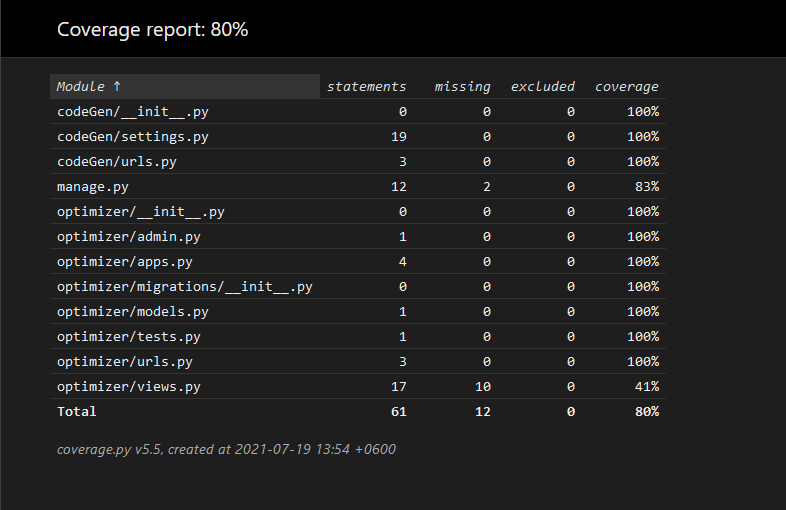 Coverage report: 80%
Module ↑ statements missing excluded coverage
codeGen/__init__.py 0 0 0 100%
codeGen/settings.py 19 0 0 100%
codeGen/urls.py 3 0 0 100%
manage.py 12 2 0 83%
optimizer/__init__.py 0 0 0 100%
optimizer/admin.py 1 0 0 100%
optimizer/apps.py 4 0 0 100%
optimizer/migrations/__init__.py 0 0 0 100%
optimizer/models.py 1 0 0 100%
optimizer/tests.py 1 0 0 100%
optimizer/urls.py 3 0 0 100%
optimizer/views.py 17 10 0 41%
Total 61 12 0 80%
coverage.py v5.5, created at 2021-07-19 13:54 +0600